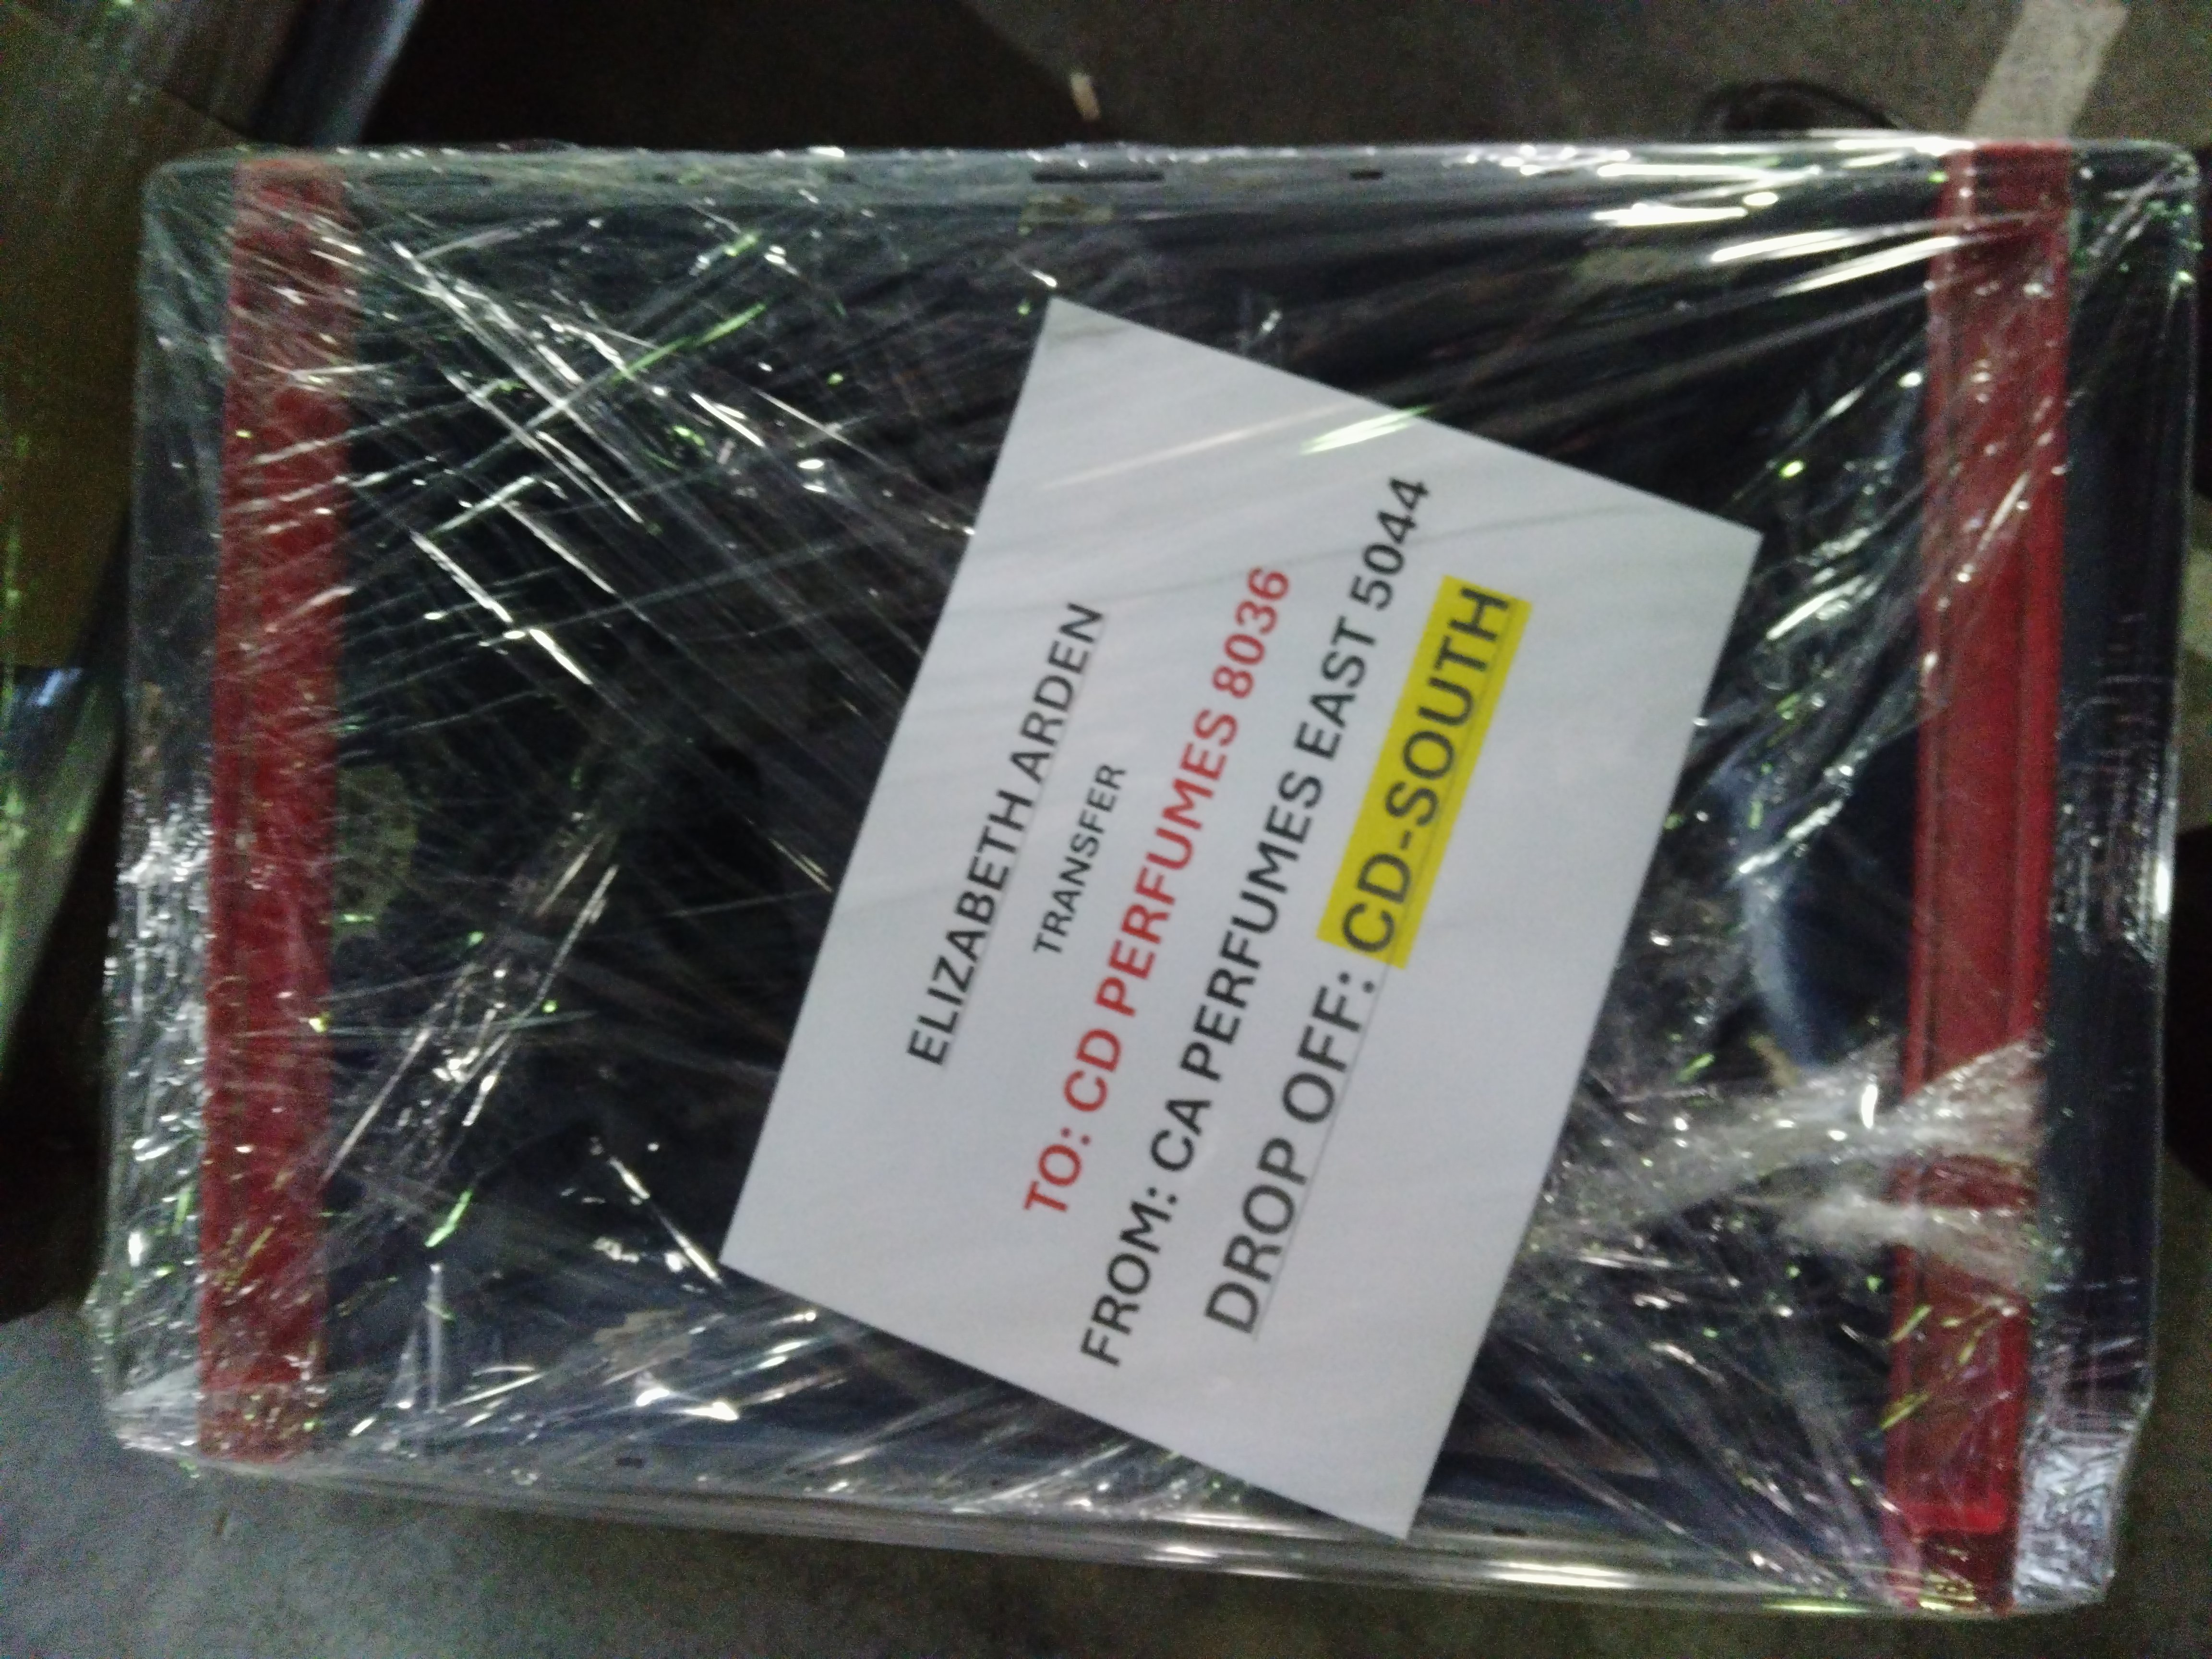 ELIZABETH ARDEN
TRANSFER
TO: CD PERFUMES 8036
FROM: CA PERFUMES EAST 5044
DROP OFF: CD-SOUTH